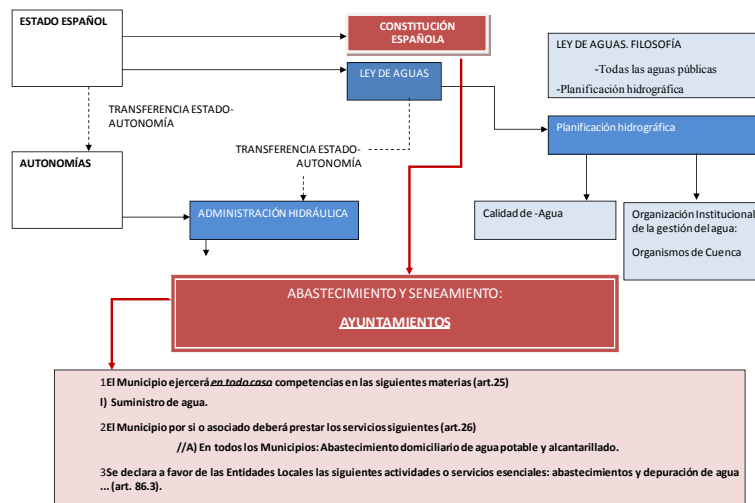 ESTADO ESPAÑOL
CONSTITUCIÓN
ESPAÑOLA
LEY DE AGUAS. FILOSOFÍA
-Todas las aguas públicas
-Planificación hidrográfica
LEY DE AGUAS
TRANSFERENCIA ESTADO-
AUTONOMÍA
Planificación hidrográfica
TRANSFERENCIA ESTADO-
AUTONOMÍA
AUTONOMÍAS
ADMINISTRACIÓN HIDRÁULICA
Calidad de -Agua
Organización Institucional
de la gestión del agua:
Organismos de Cuenca
ABASTECIMIENTO Y SENEAMIENTO:
AYUNTAMIENTOS
1El Municipio ejercerá en todo caso competencias en las siguientes materias (art.25)
l) Suministro de agua.
2El Municipio por si o asociado deberá prestar los servicios siguientes (art.26)
//A) En todos los Municipios: Abastecimiento domiciliario de agua potable y alcantarillado.
3Se declara a favor de las Entidades Locales las siguientes actividades o servicios esenciales: abastecimientos y depuración de agua
... (art. 86.3).